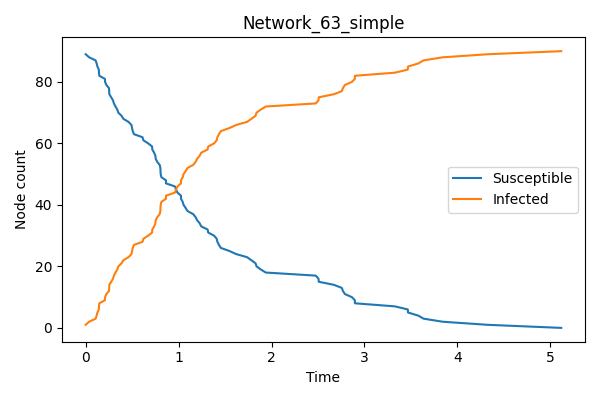 Network_63_simple
Node count
80
60
40
20
0
Susceptible
Infected
0 1 2 3 4 5
Time